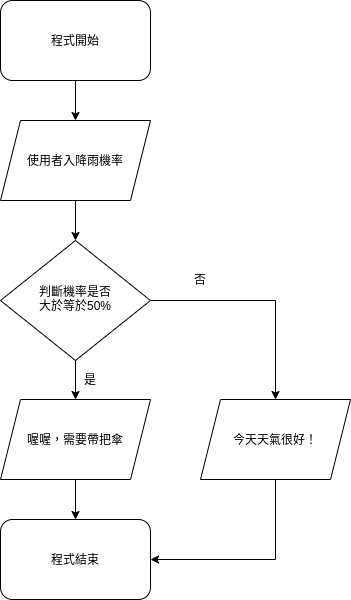 程式開始
使用者入降雨機率
判斷機率是否
大於等於50%
否
是
喔喔，需要帶把傘
今天天氣很好！
程式結束